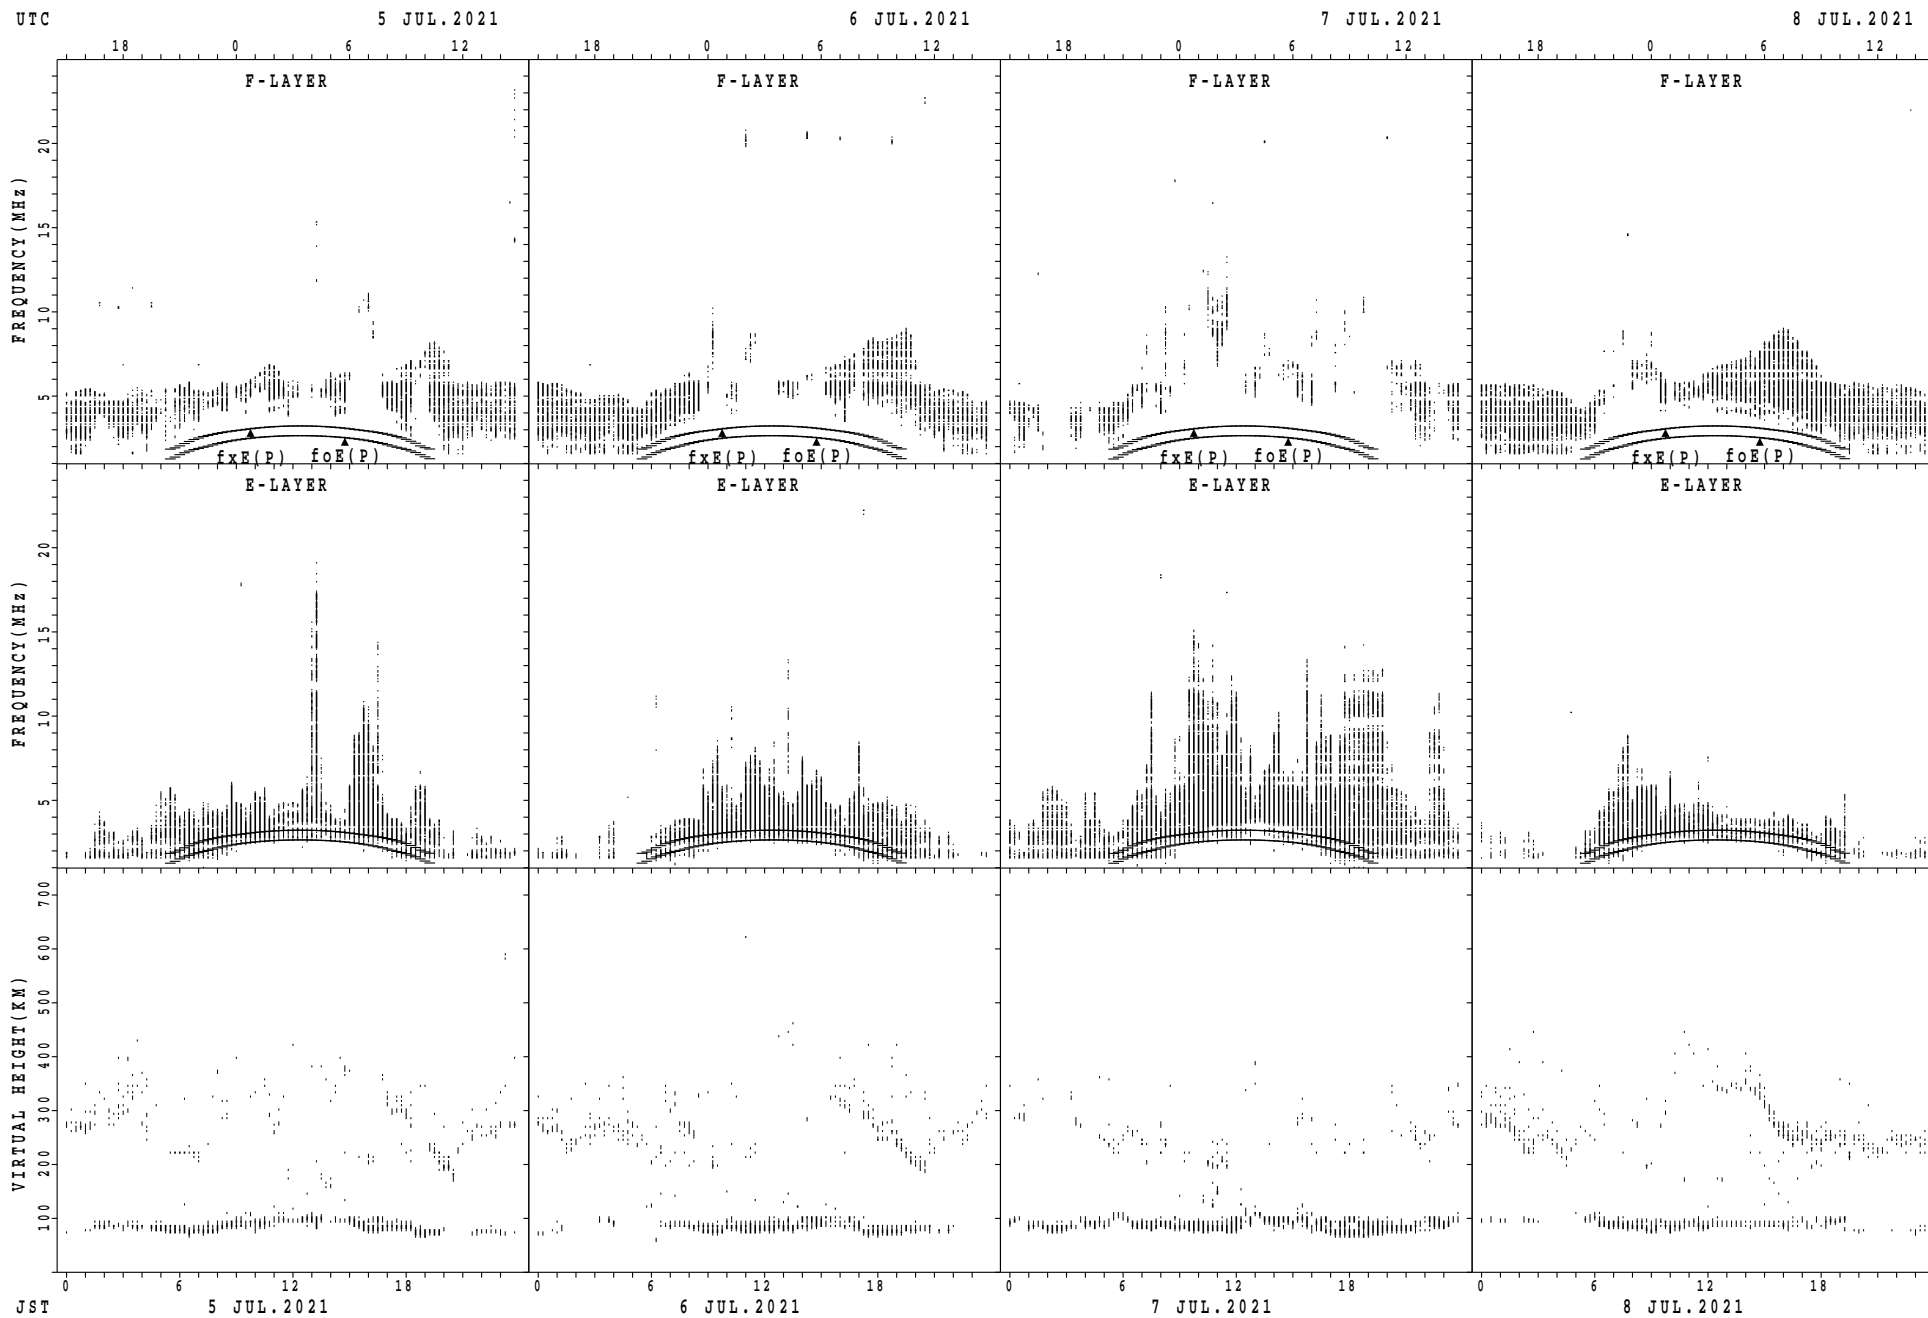 UTC 5 JUL.2021 6 JUL.2021 7 JUL.2021 8 JUL.2021
18 0 6 12 18 0 6 12 18 0 6 12 18 0 6 12
F-LAYER F-LAYER F-LAYER F-LAYER
FREQUENCY(MHz)
20
15
10
5
fxE(P) foE(P) fxE(P) foE(P) fxE(P) foE(P) fxE(P) foE(P)
E-LAYER E-LAYER E-LAYER E-LAYER
FREQUENCY(MHz)
20
15
10
5
VIRTUAL HEIGHT(KM)
700
600
500
400
300
200
100
0 6 12 18 0 6 12 18 0 6 12 18 0 6 12 18
JST 5 JUL.2021 6 JUL.2021 7 JUL.2021 8 JUL.2021